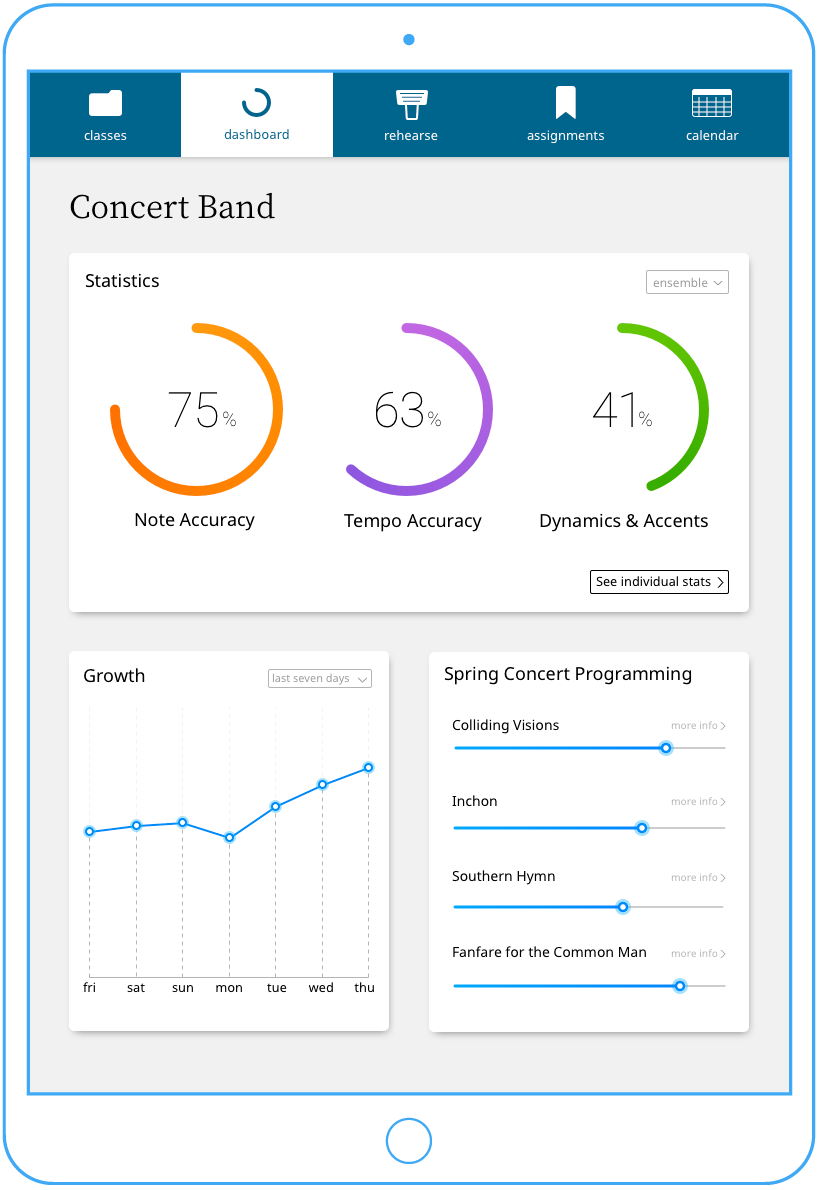 classes
dashboard
rehearse
assignments
calendar
Concert Band
Statistics
ensemble
75%
63%
41%
Note Accuracy
Tempo Accuracy
Dynamics & Accents
See individual stats
Growth
last seven days
fri sat sun mon tue wed thu
Spring Concert Programming
Colliding Visions more info
Inchon more info
Southern Hymn more info
Fanfare for the Common Man more info